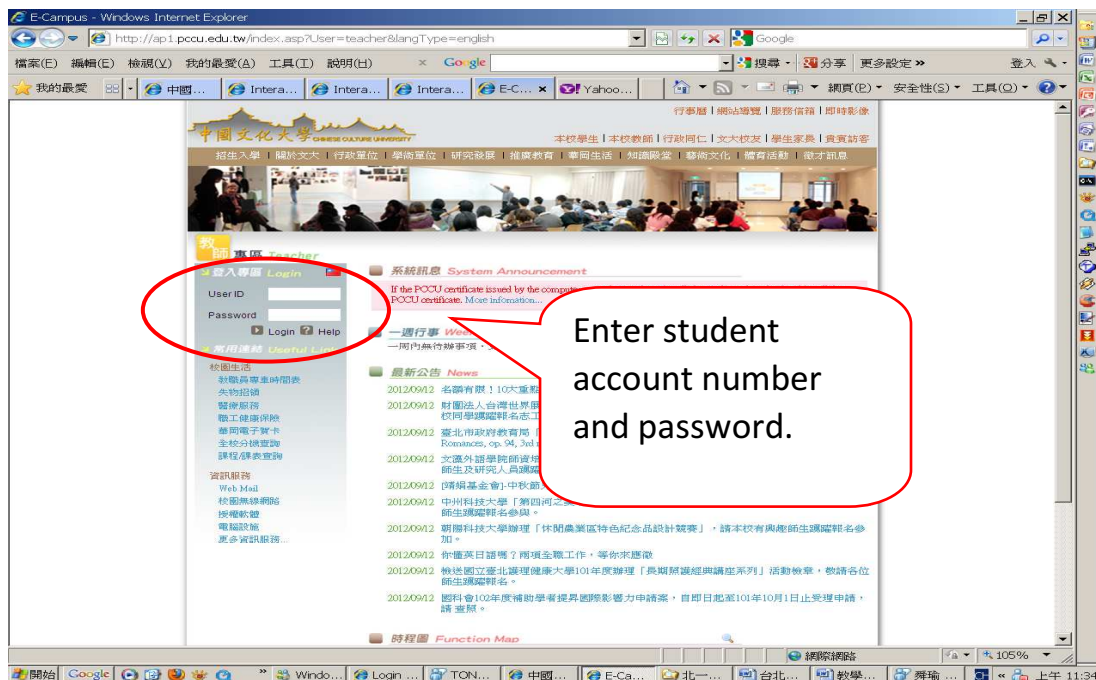 E-Campus - Windows Internet Explorer
http://ap1.pccu.edu.tw/index.asp?User=teacher&langType=english
Google
檔案(F) 編輯(E) 檢視(V) 我的最愛(A) 工具(T) 說明(H)
× Google 搜尋 分享 更多設定 » 登入
我的最愛 中國... Intera... Intera... Intera... E-C... × Yahoo... 網頁(P) 安全性(S) 工具(O)
行事曆 | 網站導覽 | 服務信箱 | 即時影像
中國文化大學 CHINESE CULTURE UNIVERSITY
本校學生 | 本校教師 | 行政同仁 | 文大校友 | 學生家長 | 貴賓訪客
招生入學 | 關於文大 | 行政單位 | 學術單位 | 研究發展 | 推廣教育 | 華岡生活 | 知識殿堂 | 藝術文化 | 體育活動 | 徵才訊息
教師專區 Teacher
登入專區 Login
User ID
Password
Login Help
常用連結 Useful Link
校園生活
教職員專車時間表
失物招領
醫療服務
職工健康保險
華岡電子賀卡
全校分機查詢
課程/課表查詢
資訊服務
Web Mail
校園無線網路
授權軟體
電腦設施
更多資訊服務...
系統訊息 System Announcement
If the PCCU certificate issued by the
PCCU certificate. More infomation...
一週行事
一周內無待辦事項，
最新公告 News
2012/09/12 名額有限！10大重點
2012/09/12 財團法人台灣世界展
校同學踴躍報名志工
2012/09/12 臺北市政府教育局「
Romances, op. 94, 3rd
2012/09/12 文藻外語學院師資培
師生及研究人員踴躍
2012/09/12 [靖娟基金會]-中秋節
2012/09/12 中州科技大學「第四河之
師生踴躍報名參與。
2012/09/12 朝陽科技大學辦理「休閒農業區特色紀念品設計競賽」，請本校有興趣師生踴躍報名參
加。
2012/09/12 你懂英日語嗎？兩項全職工作，等你來應徵
2012/09/12 檢送國立臺北護理健康大學101年度辦理「長期照護經典講座系列」活動簡章，敬請各位
師生踴躍報名。
2012/09/12 國科會102年度補助學者提昇國際影響力申請案，自即日起至101年10月1日止受理申請，
請 查照。
時程圖 Function Map
Enter student
account number
and password.
網際網路 105%
開始 Google » Windo... Login ... TON... 中國... E-Ca... 北一... 台北... 教學... 舜瑜 ... « 上午 11:34